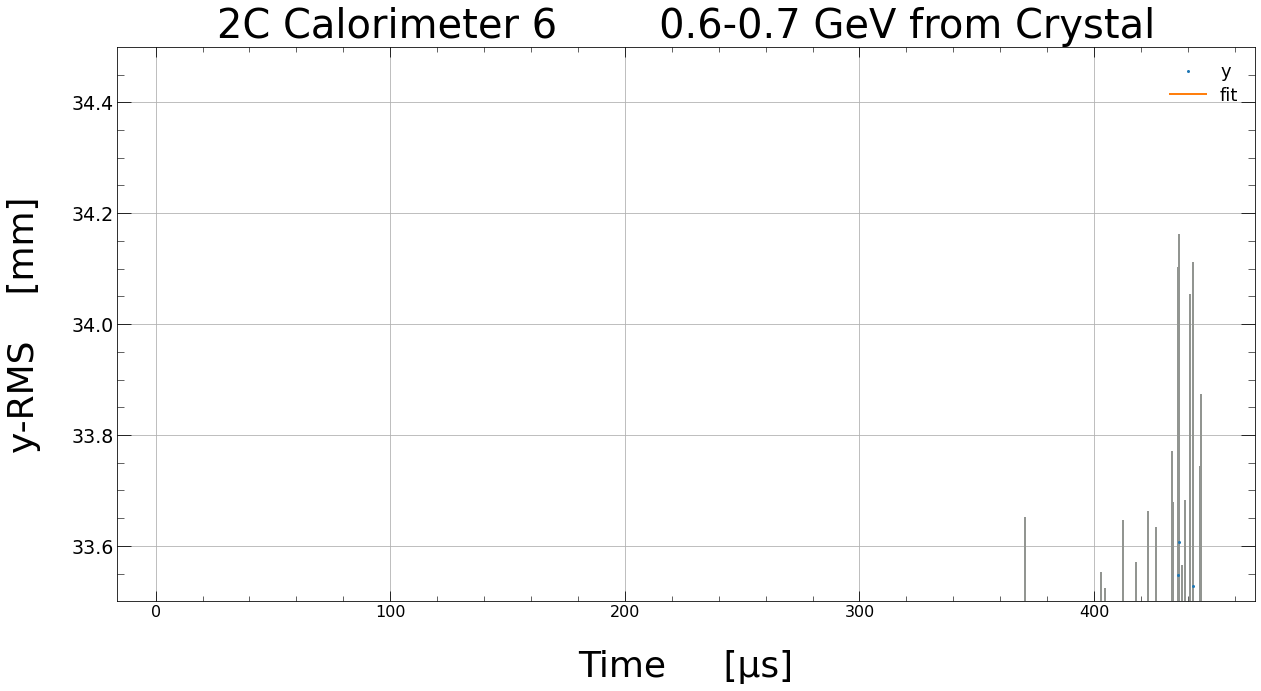 2C Calorimeter 6 0.6-0.7 GeV from Crystal
y
fit
34.4
34.2
34.0
33.8
33.6
y-RMS [mm]
0 100 200 300 400
Time [µs]